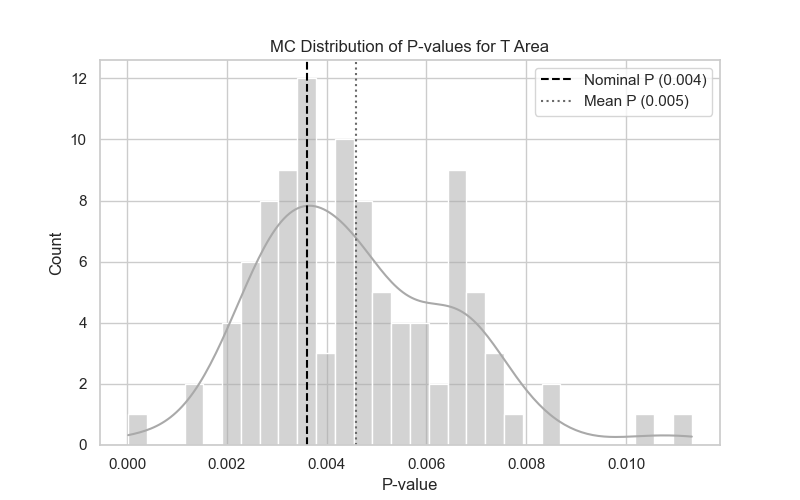 MC Distribution of P-values for T Area
Nominal P (0.004)
Mean P (0.005)
Count
12
10
8
6
4
2
0
0.000 0.002 0.004 0.006 0.008 0.010
P-value